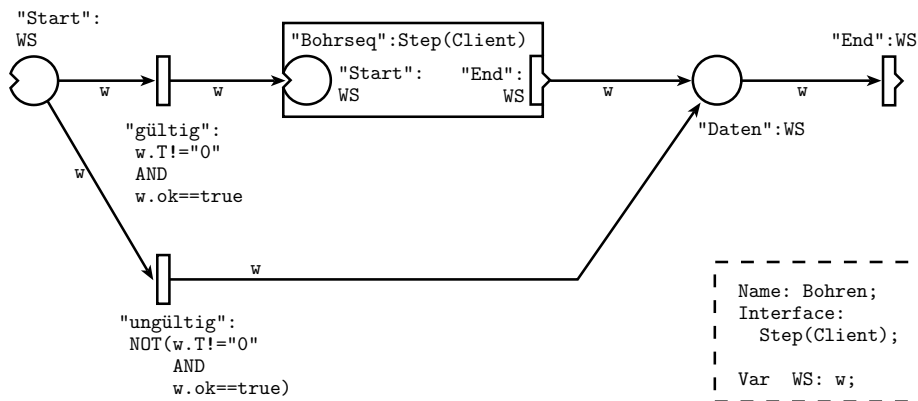 "Start":
WS
"Bohrseq":Step(Client)
"Start":
WS
"End":
WS
"End":WS
w
w
w
w
"Daten":WS
"gültig":
w.T!="0"
AND
w.ok==true
w
w
"ungültig":
NOT(w.T!="0"
AND
w.ok==true)
Name: Bohren;
Interface:
Step(Client);
Var WS: w;